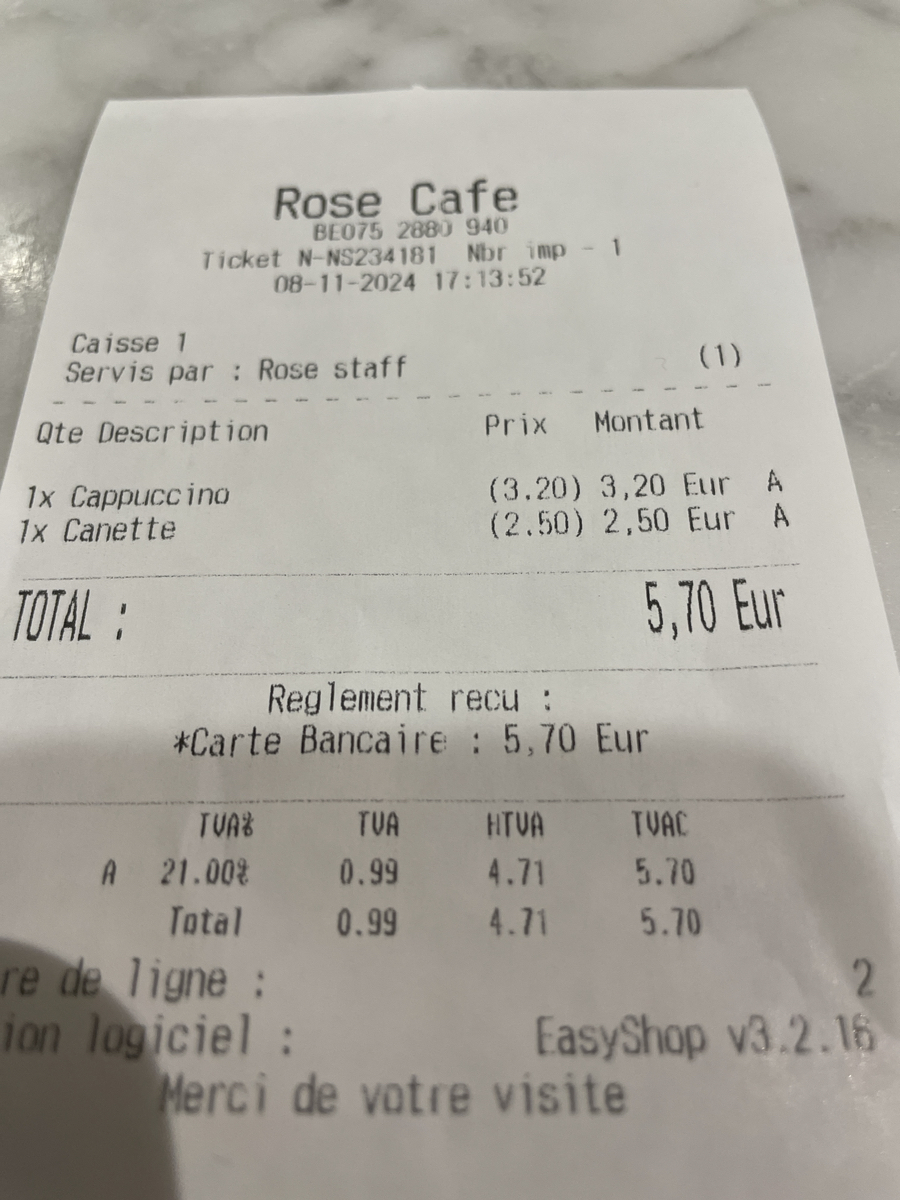 Rose Cafe
BE075 2880 940
Ticket N-NS234181 Nbr imp - 1
08-11-2024 17:13:52
Caisse 1
Servis par : Rose staff (1)
Qte Description Prix Montant
1x Cappuccino (3.20) 3,20 Eur A
1x Canette (2.50) 2,50 Eur A
TOTAL : 5,70 Eur
Reglement recu :
*Carte Bancaire : 5,70 Eur
TVA% TVA HTVA TVAC
A 21.00% 0.99 4.71 5.70
Total 0.99 4.71 5.70
re de ligne : 2
ion logiciel : EasyShop v3.2.16
Merci de votre visite